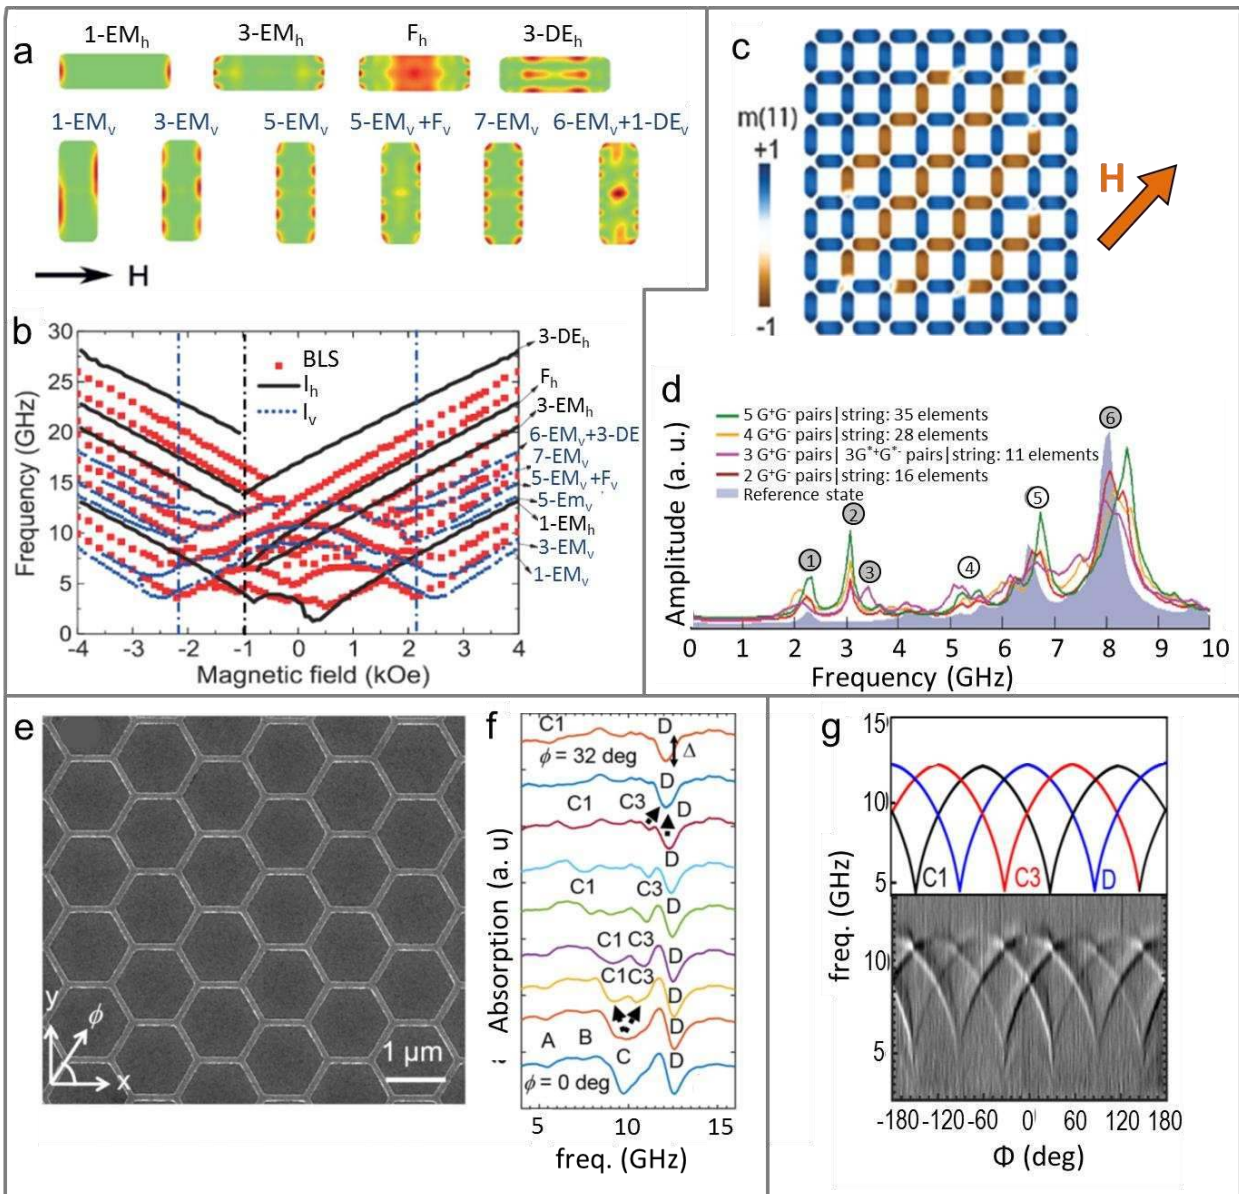 a
1-EMh
3-EMh
Fh
3-DEh
1-EMv
3-EMv
5-EMv
5-EMv+Fv
7-EMv
6-EMv+1-DEv
H
b
30
25
20
15
10
5
0
Frequency (GHz)
BLS
Ih
Iv
3-DEh
Fh
3-EMh
6-EMv+3-DE
7-EMv
5-EMv+Fv
5-Emv
1-EMh
3-EMv
1-EMv
-4 -3 -2 -1 0 1 2 3 4
Magnetic field (kOe)
c
m(11)
+1
-1
H
d
5 G+G- pairs|string: 35 elements
4 G+G- pairs|string: 28 elements
3 G+G- pairs| 3G*+G*- pairs|string: 11 elements
2 G+G- pairs|string: 16 elements
Reference state
1
2
3
4
5
6
Amplitude (a. u.)
0 1 2 3 4 5 6 7 8 9 10
Frequency (GHz)
e
y
ϕ
x
1 µm
f
C1 D
Δ
ϕ = 32 deg
D
C1 C3 D
D
C1 C3
D
C1 C3 D
C1C3 D
A B C D
ϕ = 0 deg
Absorption (a. u)
5 10 15
freq. (GHz)
g
15
10
5
C1 C3 D
10
5
freq. (GHz)
-180 -120 -60 0 60 120 180
Φ (deg)